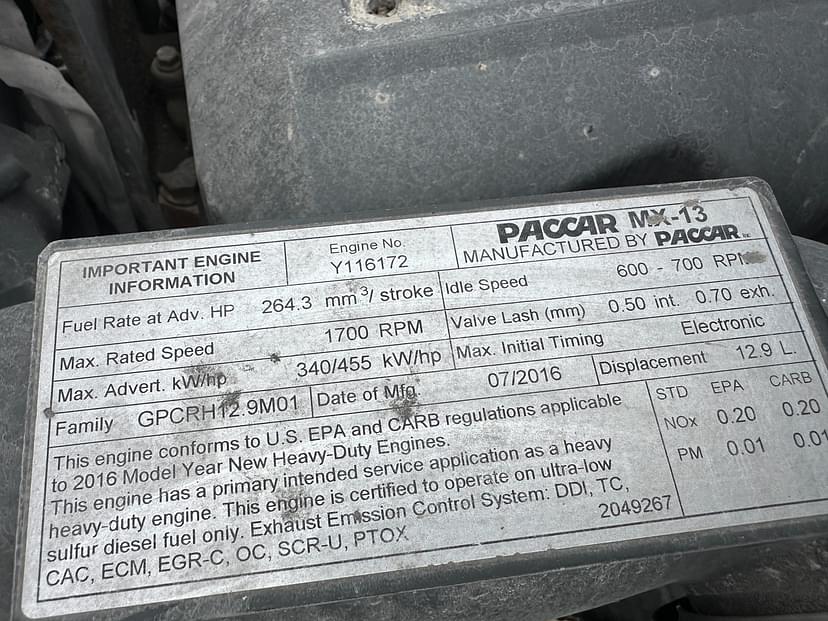 IMPORTANT ENGINE
INFORMATION
Engine No.
Y116172
PACCAR MX-13
MANUFACTURED BY PACCAR INC
Fuel Rate at Adv. HP 264.3 mm³/ stroke
Idle Speed 600 - 700 RPM
Max. Rated Speed 1700 RPM
Valve Lash (mm) 0.50 int. 0.70 exh.
Max. Advert. kW/hp 340/455 kW/hp
Max. Initial Timing Electronic
Family GPCRH12.9M01
Date of Mfg. 07/2016
Displacement 12.9 L.
This engine conforms to U.S. EPA and CARB regulations applicable
to 2016 Model Year New Heavy-Duty Engines.
This engine has a primary intended service application as a heavy
heavy-duty engine. This engine is certified to operate on ultra-low
sulfur diesel fuel only. Exhaust Emission Control System: DDI, TC,
CAC, ECM, EGR-C, OC, SCR-U, PTOX
2049267
STD EPA CARB
NOx 0.20 0.20
PM 0.01 0.01